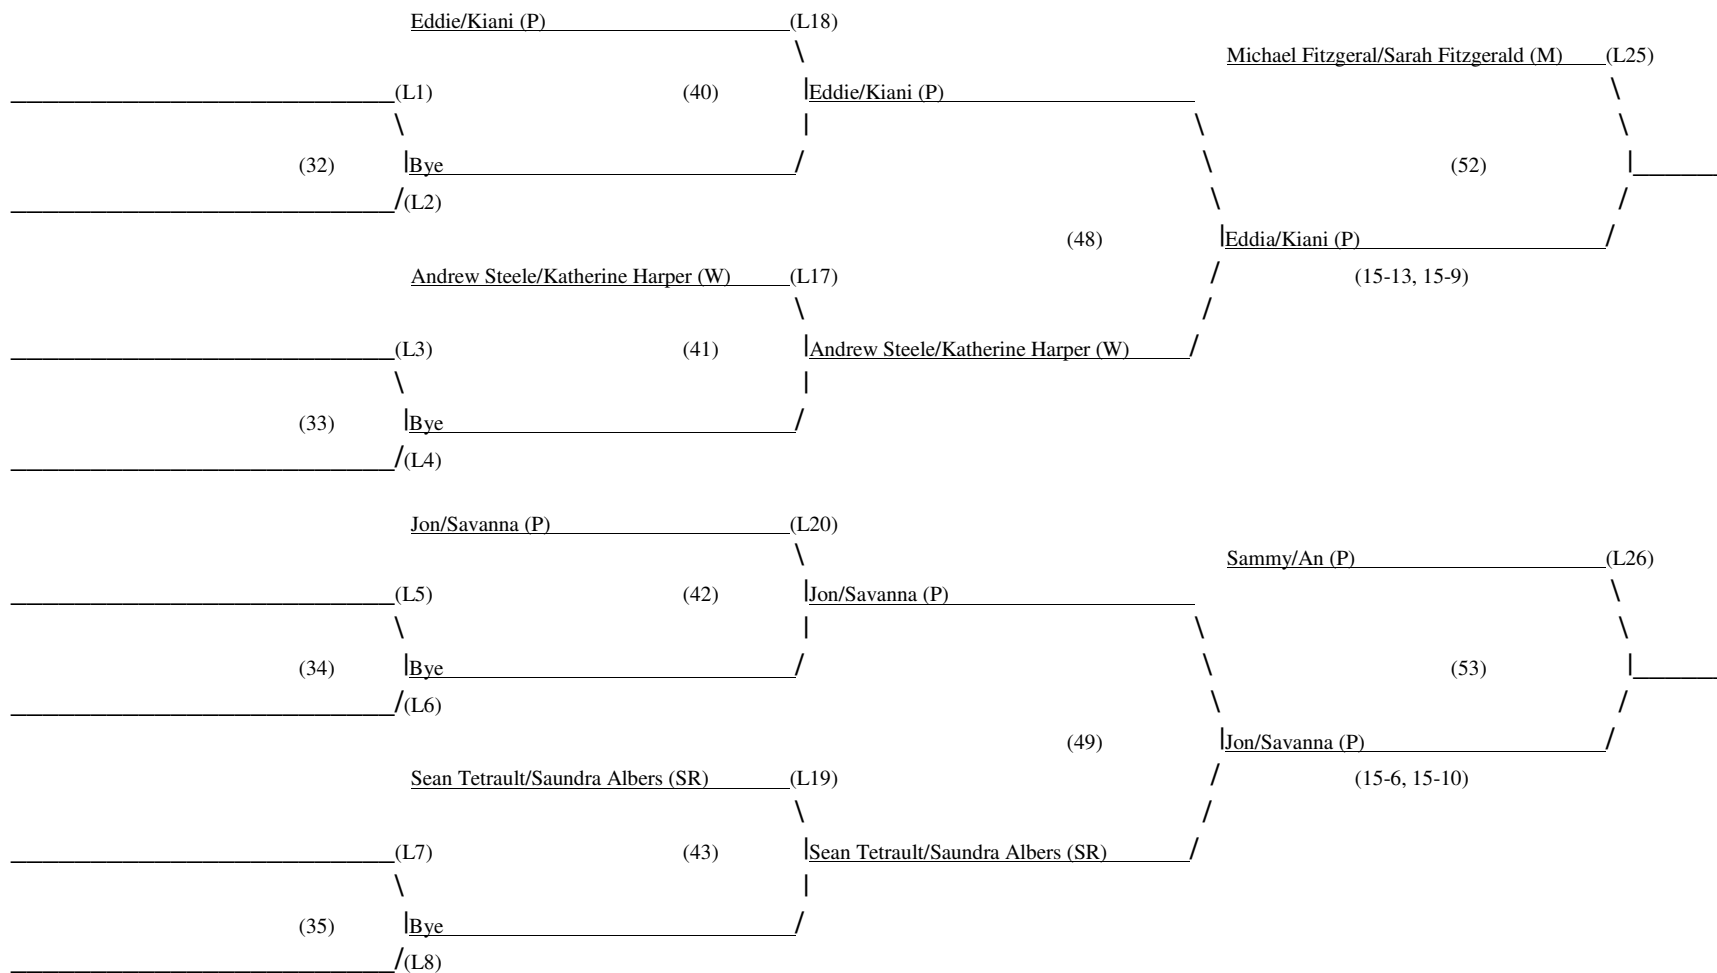 Eddie/Kiani (P) (L18)
Michael Fitzgeral/Sarah Fitzgerald (M) (L25)
(L1) (40) Eddie/Kiani (P)
(32) Bye (52)
(L2)
(48) Eddia/Kiani (P)
Andrew Steele/Katherine Harper (W) (L17) (15-13, 15-9)
(L3) (41) Andrew Steele/Katherine Harper (W)
(33) Bye
(L4)
Jon/Savanna (P) (L20)
Sammy/An (P) (L26)
(L5) (42) Jon/Savanna (P)
(34) Bye (53)
(L6)
(49) Jon/Savanna (P)
Sean Tetrault/Saundra Albers (SR) (L19) (15-6, 15-10)
(L7) (43) Sean Tetrault/Saundra Albers (SR)
(35) Bye
(L8)